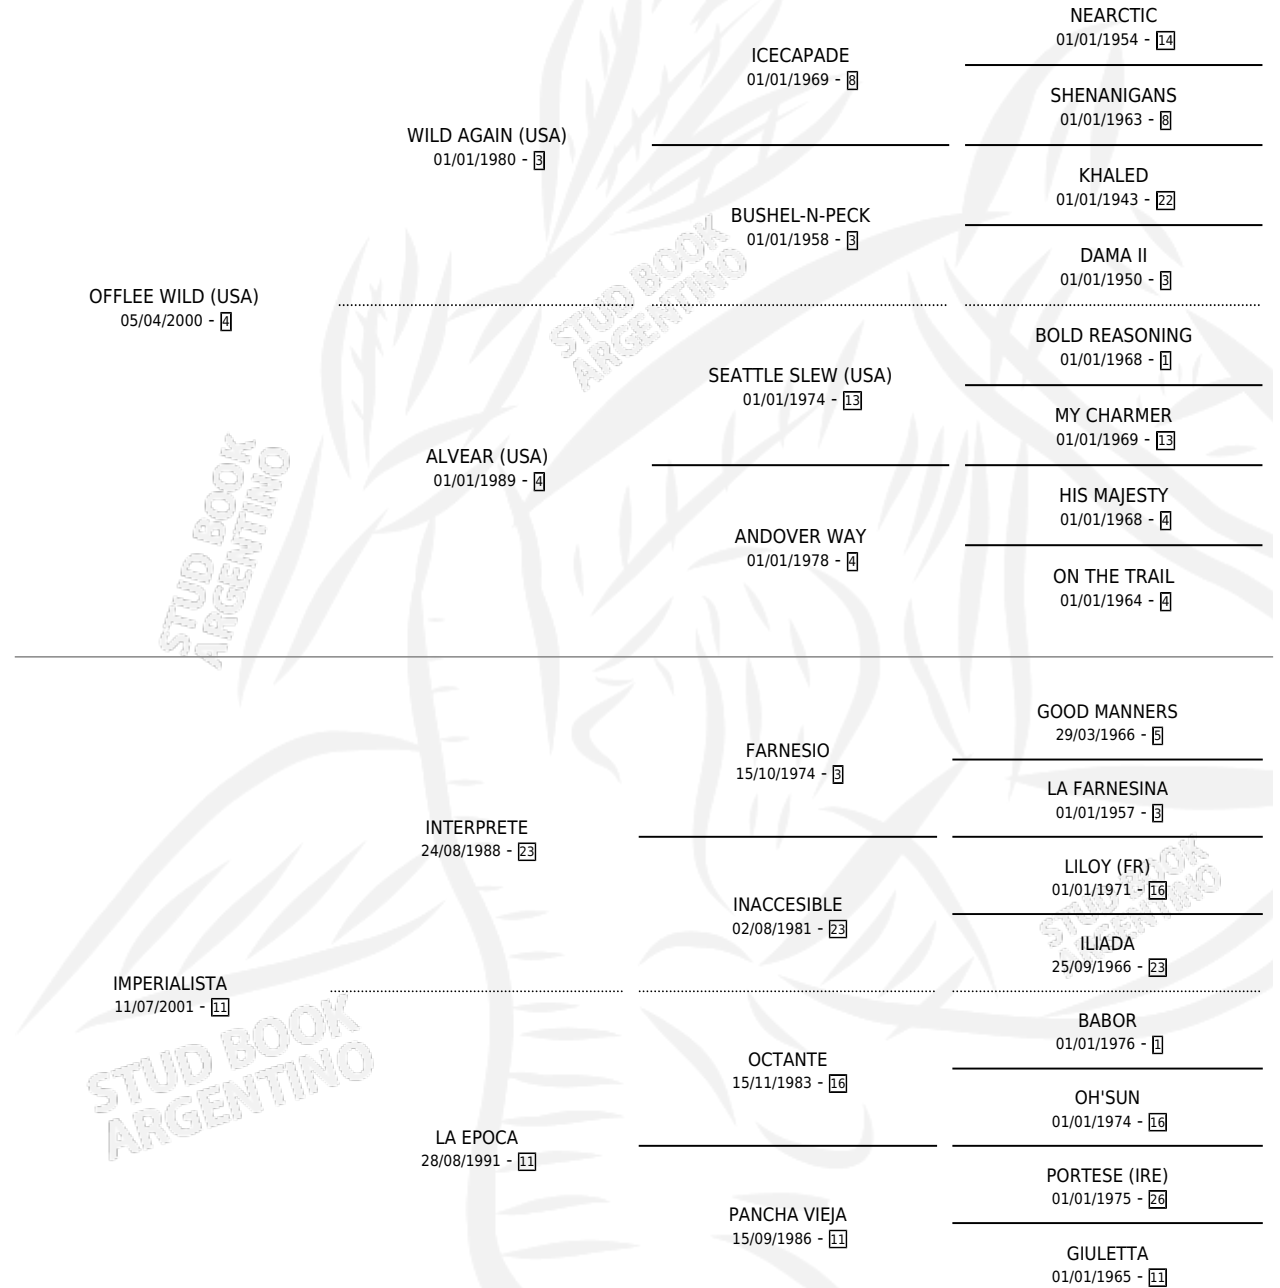 NEARCTIC
01/01/1954 - 14
ICECAPADE
01/01/1969 - 8
SHENANIGANS
01/01/1963 - 8
WILD AGAIN (USA)
01/01/1980 - 3
KHALED
01/01/1943 - 22
BUSHEL-N-PECK
01/01/1958 - 3
DAMA II
01/01/1950 - 3
OFFLEE WILD (USA)
05/04/2000 - 4
STUD BOOK
ARGENTINO
BOLD REASONING
01/01/1968 - 1
SEATTLE SLEW (USA)
01/01/1974 - 13
MY CHARMER
01/01/1969 - 13
ALVEAR (USA)
01/01/1989 - 4
HIS MAJESTY
01/01/1968 - 4
ANDOVER WAY
01/01/1978 - 4
ON THE TRAIL
01/01/1964 - 4
STUD BOOK
ARGENTINO
GOOD MANNERS
29/03/1966 - 5
FARNESIO
15/10/1974 - 3
LA FARNESINA
01/01/1957 - 3
INTERPRETE
24/08/1988 - 23
LILOY (FR)
01/01/1971 - 16
INACCESIBLE
02/08/1981 - 23
STUD BOOK
ARGENTINO
ILIADA
25/09/1966 - 23
IMPERIALISTA
11/07/2001 - 11
STUD BOOK
ARGENTINO
BABOR
01/01/1976 - 1
OCTANTE
15/11/1983 - 16
OH'SUN
01/01/1974 - 16
LA EPOCA
28/08/1991 - 11
PORTESE (IRE)
01/01/1975 - 26
PANCHA VIEJA
15/09/1986 - 11
GIULETTA
01/01/1965 - 11